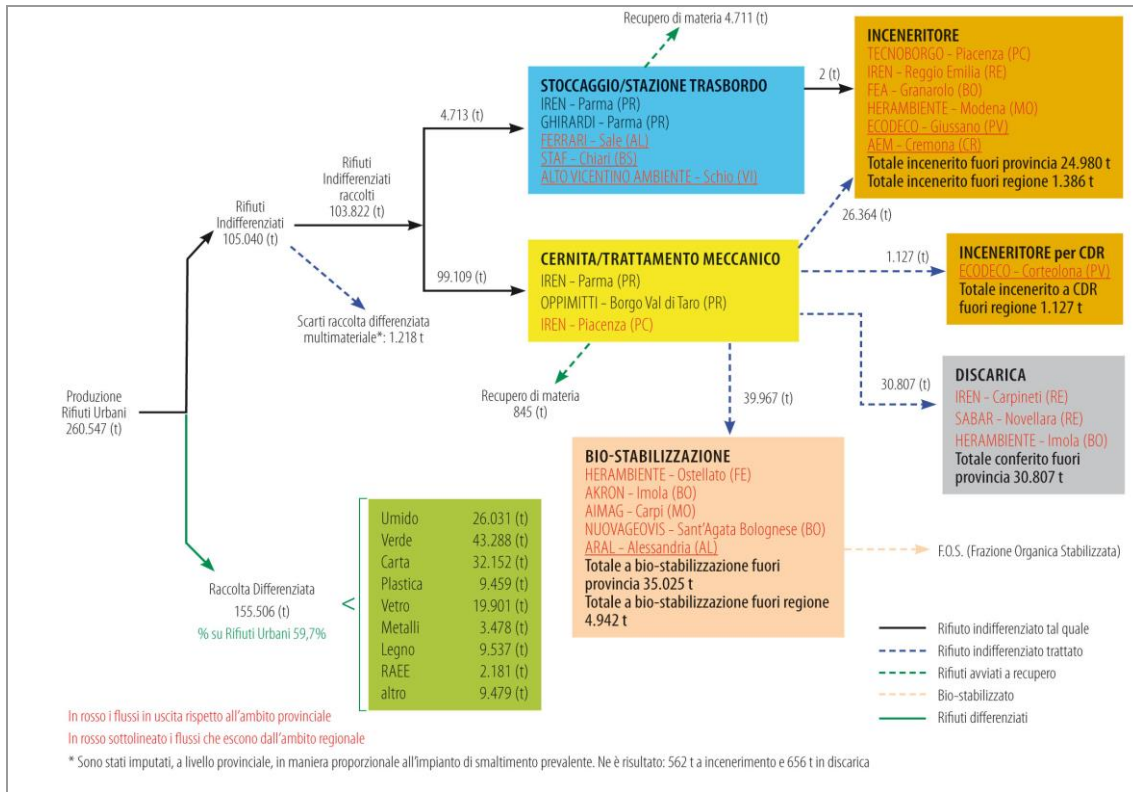 Recupero di materia 4.711 (t)
STOCCAGGIO/STAZIONE TRASBORDO
IREN - Parma (PR)
GHIRARDI - Parma (PR)
FERRARI - Sale (AL)
STAF - Chiari (BS)
ALTO VICENTINO AMBIENTE - Schio (VI)
2 (t)
INCENERITORE
TECNOBORGO - Piacenza (PC)
IREN - Reggio Emilia (RE)
FEA - Granarolo (BO)
HERAMBIENTE - Modena (MO)
ECODECO - Giussano (PV)
AEM - Cremona (CR)
Totale incenerito fuori provincia 24.980 t
Totale incenerito fuori regione 1.386 t
4.713 (t)
Rifiuti
Indifferenziati
raccolti
103.822 (t)
Rifiuti
Indifferenziati
105.040 (t)
99.109 (t)
Scarti raccolta differenziata
multimateriale*: 1.218 t
CERNITA/TRATTAMENTO MECCANICO
IREN - Parma (PR)
OPPIMITTI - Borgo Val di Taro (PR)
IREN - Piacenza (PC)
26.364 (t)
1.127 (t)
INCENERITORE per CDR
ECODECO - Corteolona (PV)
Totale incenerito a CDR
fuori regione 1.127 t
Recupero di materia
845 (t)
39.967 (t)
30.807 (t)
DISCARICA
IREN - Carpineti (RE)
SABAR - Novellara (RE)
HERAMBIENTE - Imola (BO)
Totale conferito fuori
provincia 30.807 t
Produzione
Rifiuti Urbani
260.547 (t)
BIO-STABILIZZAZIONE
HERAMBIENTE - Ostellato (FE)
AKRON - Imola (BO)
AIMAG - Carpi (MO)
NUOVAGEOVIS - Sant'Agata Bolognese (BO)
ARAL - Alessandria (AL)
Totale a bio-stabilizzazione fuori
provincia 35.025 t
Totale a bio-stabilizzazione fuori regione
4.942 t
F.O.S. (Frazione Organica Stabilizzata)
Raccolta Differenziata
155.506 (t)
% su Rifiuti Urbani 59,7%
Umido 26.031 (t)
Verde 43.288 (t)
Carta 32.152 (t)
Plastica 9.459 (t)
Vetro 19.901 (t)
Metalli 3.478 (t)
Legno 9.537 (t)
RAEE 2.181 (t)
altro 9.479 (t)
Rifiuto indifferenziato tal quale
Rifiuto indifferenziato trattato
Rifiuti avviati a recupero
Bio-stabilizzato
Rifiuti differenziati
In rosso i flussi in uscita rispetto all'ambito provinciale
In rosso sottolineato i flussi che escono dall'ambito regionale
* Sono stati imputati, a livello provinciale, in maniera proporzionale all'impianto di smaltimento prevalente. Ne è risultato: 562 t a incenerimento e 656 t in discarica